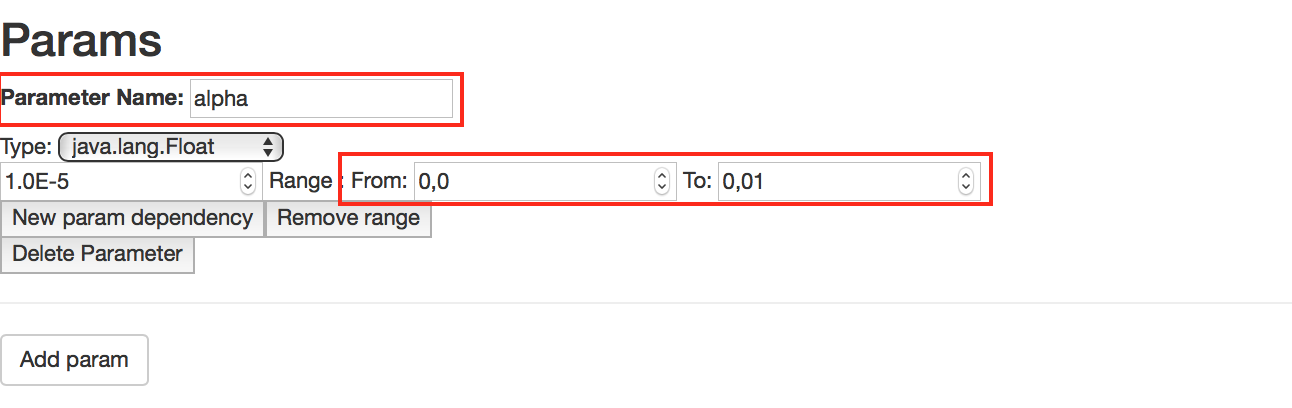 Params
Parameter Name: alpha
Type: java.lang.Float
1.0E-5 Range : From: 0,0 To: 0,01
New param dependency Remove range
Delete Parameter
Add param